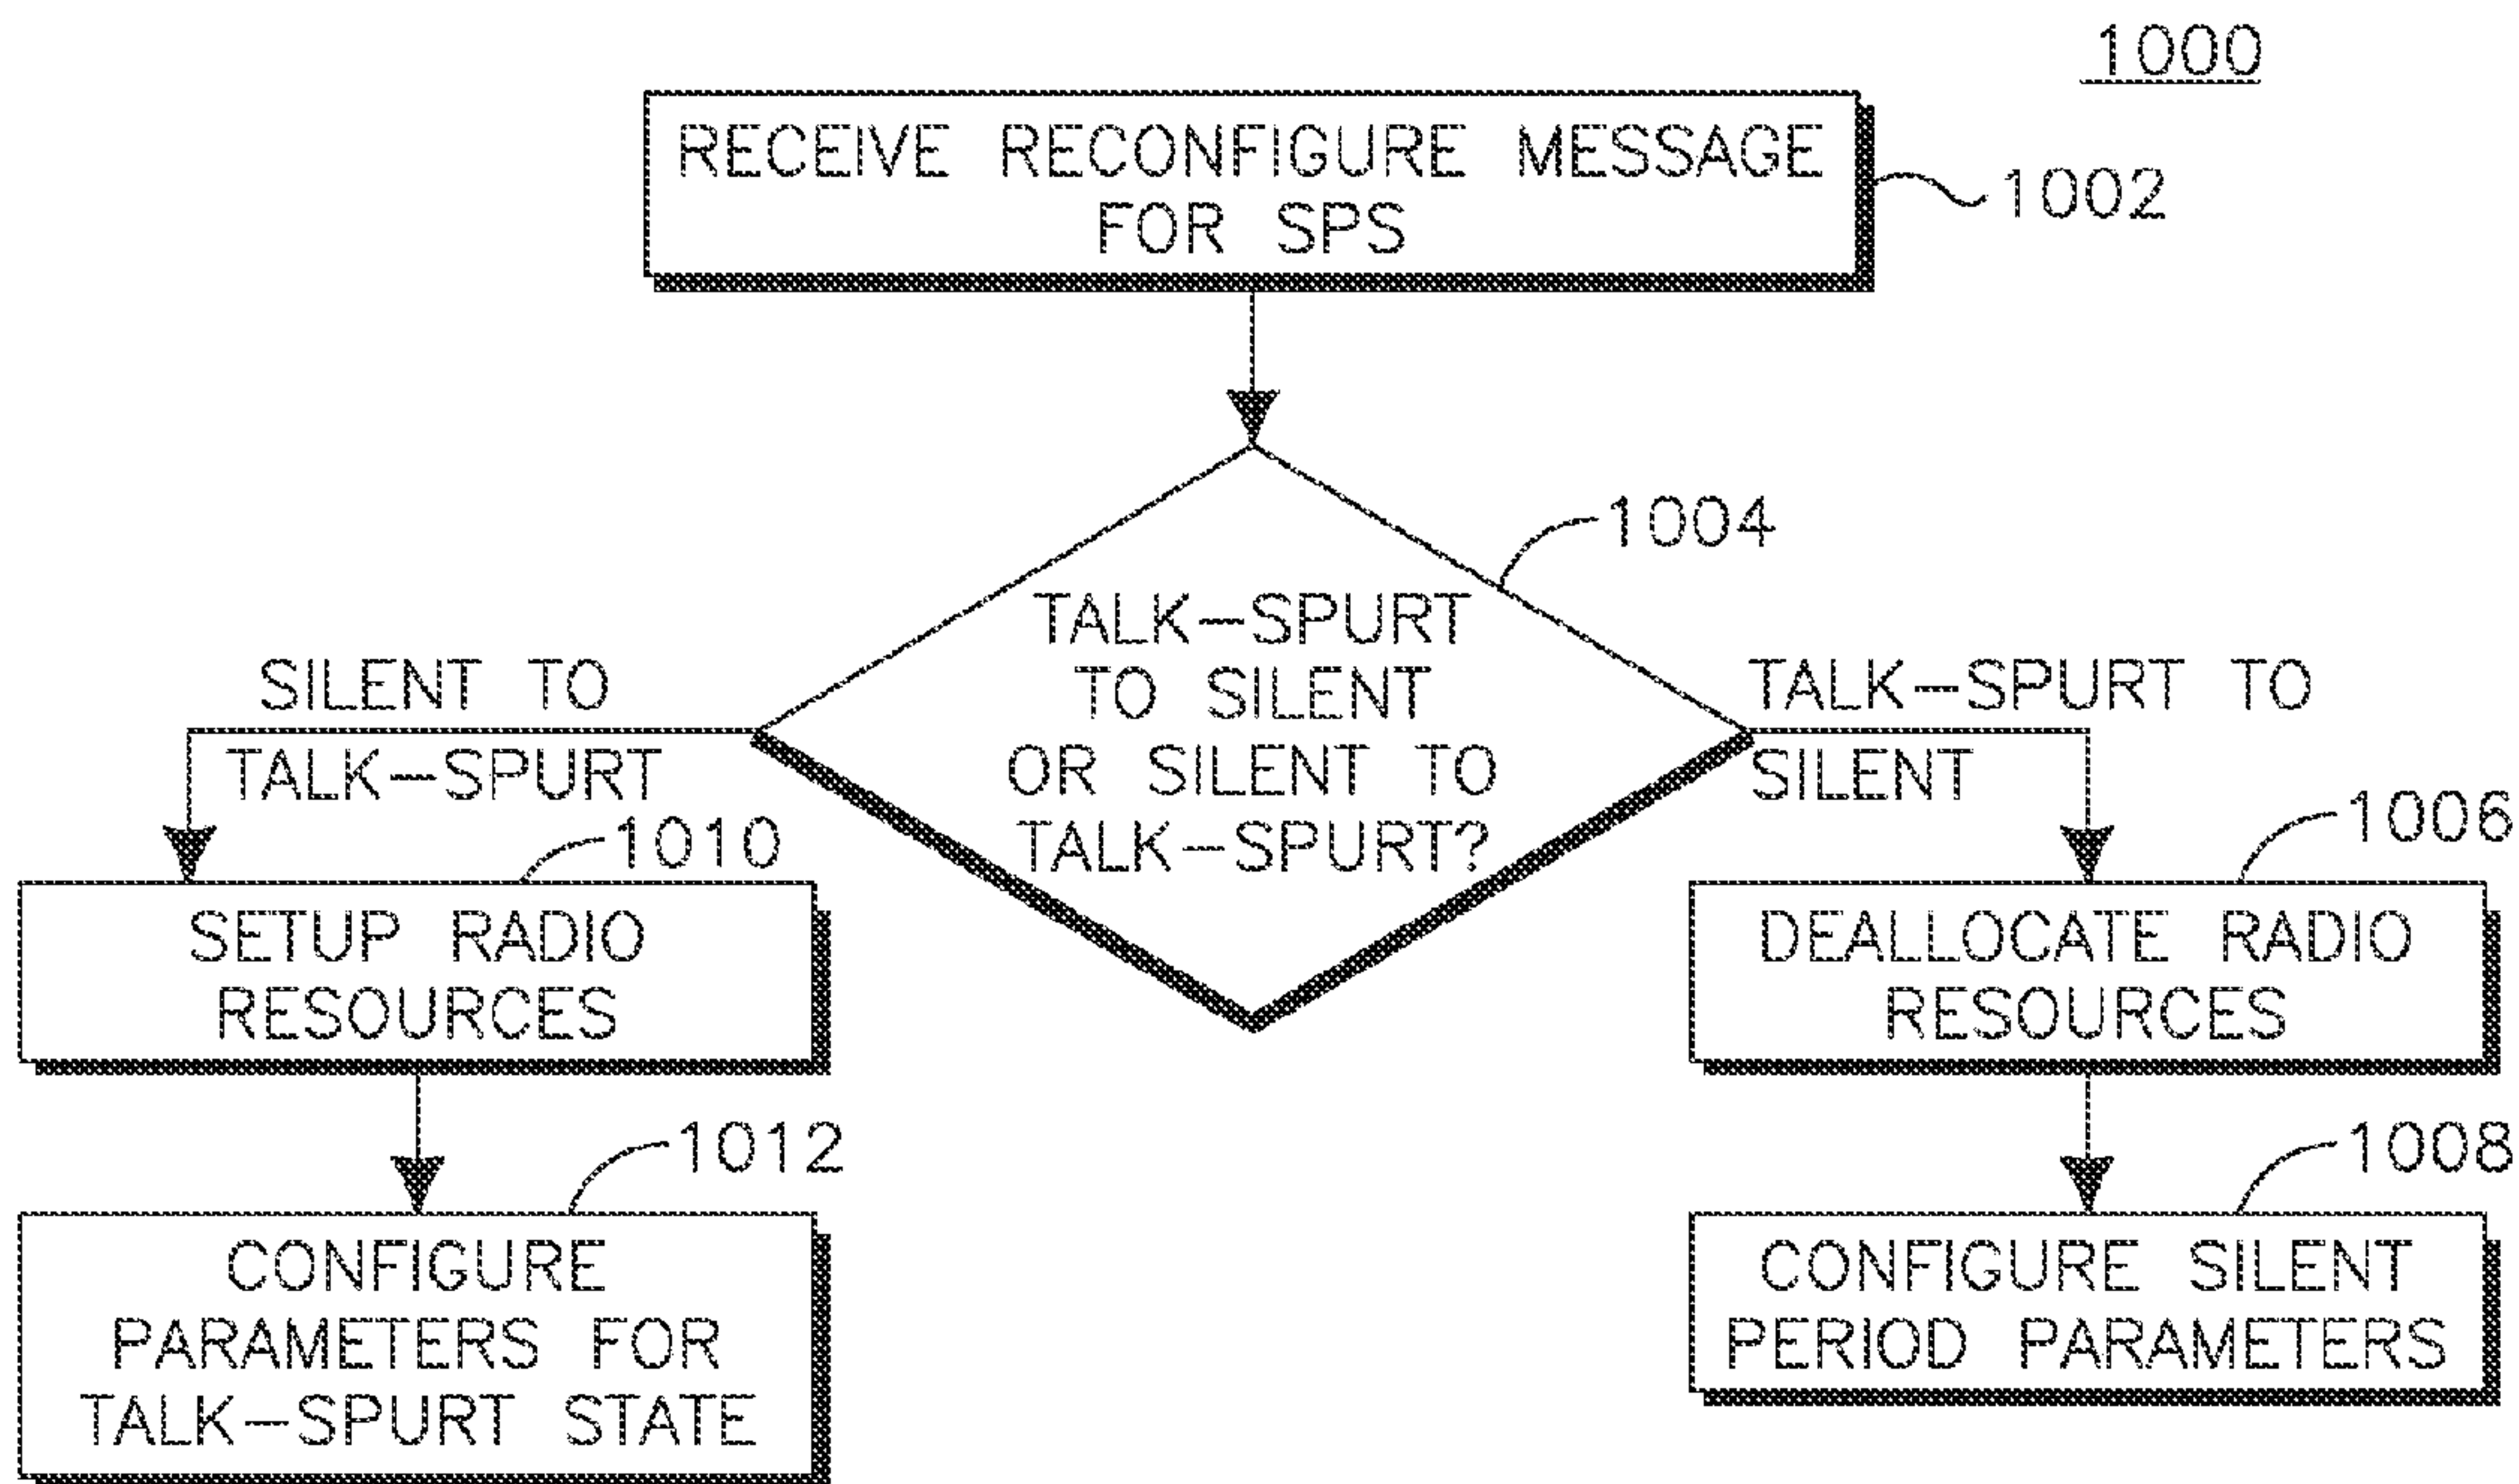 1000
RECEIVE RECONFIGURE MESSAGE
FOR SPS
1002
1004
TALK-SPURT
TO SILENT
OR SILENT TO
TALK-SPURT?
SILENT TO
TALK-SPURT
TALK-SPURT TO
SILENT
1010
SETUP RADIO
RESOURCES
1006
DEALLOCATE RADIO
RESOURCES
1012
CONFIGURE
PARAMETERS FOR
TALK-SPURT STATE
1008
CONFIGURE SILENT
PERIOD PARAMETERS